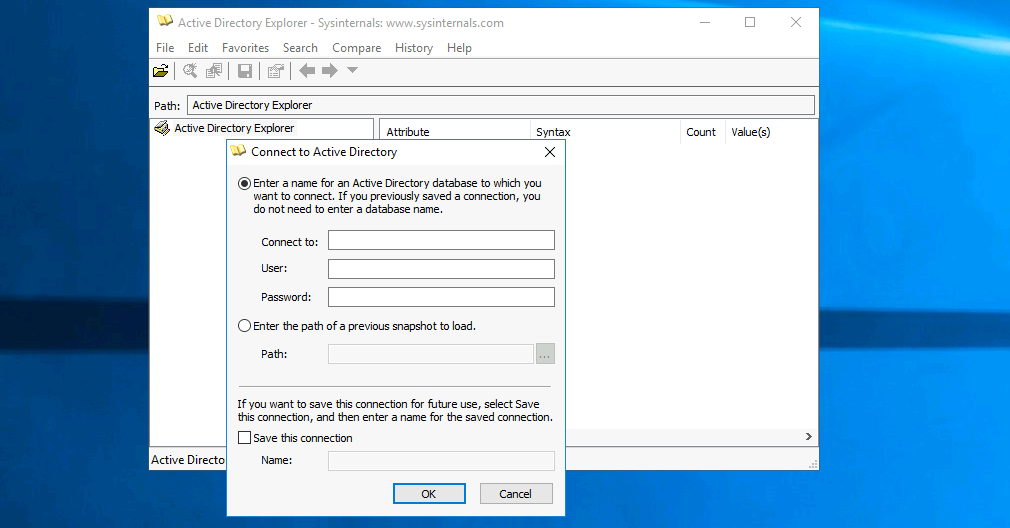 Active Directory Explorer - Sysinternals: www.sysinternals.com
File Edit Favorites Search Compare History Help
Path: Active Directory Explorer
Active Directory Explorer
Attribute Syntax Count Value(s)
Connect to Active Directory
Enter a name for an Active Directory database to which you
want to connect. If you previously saved a connection, you
do not need to enter a database name.
Connect to:
User:
Password:
Enter the path of a previous snapshot to load.
Path:
...
If you want to save this connection for future use, select Save
this connection, and then enter a name for the saved connection.
Save this connection
Name:
OK Cancel
Active Directo